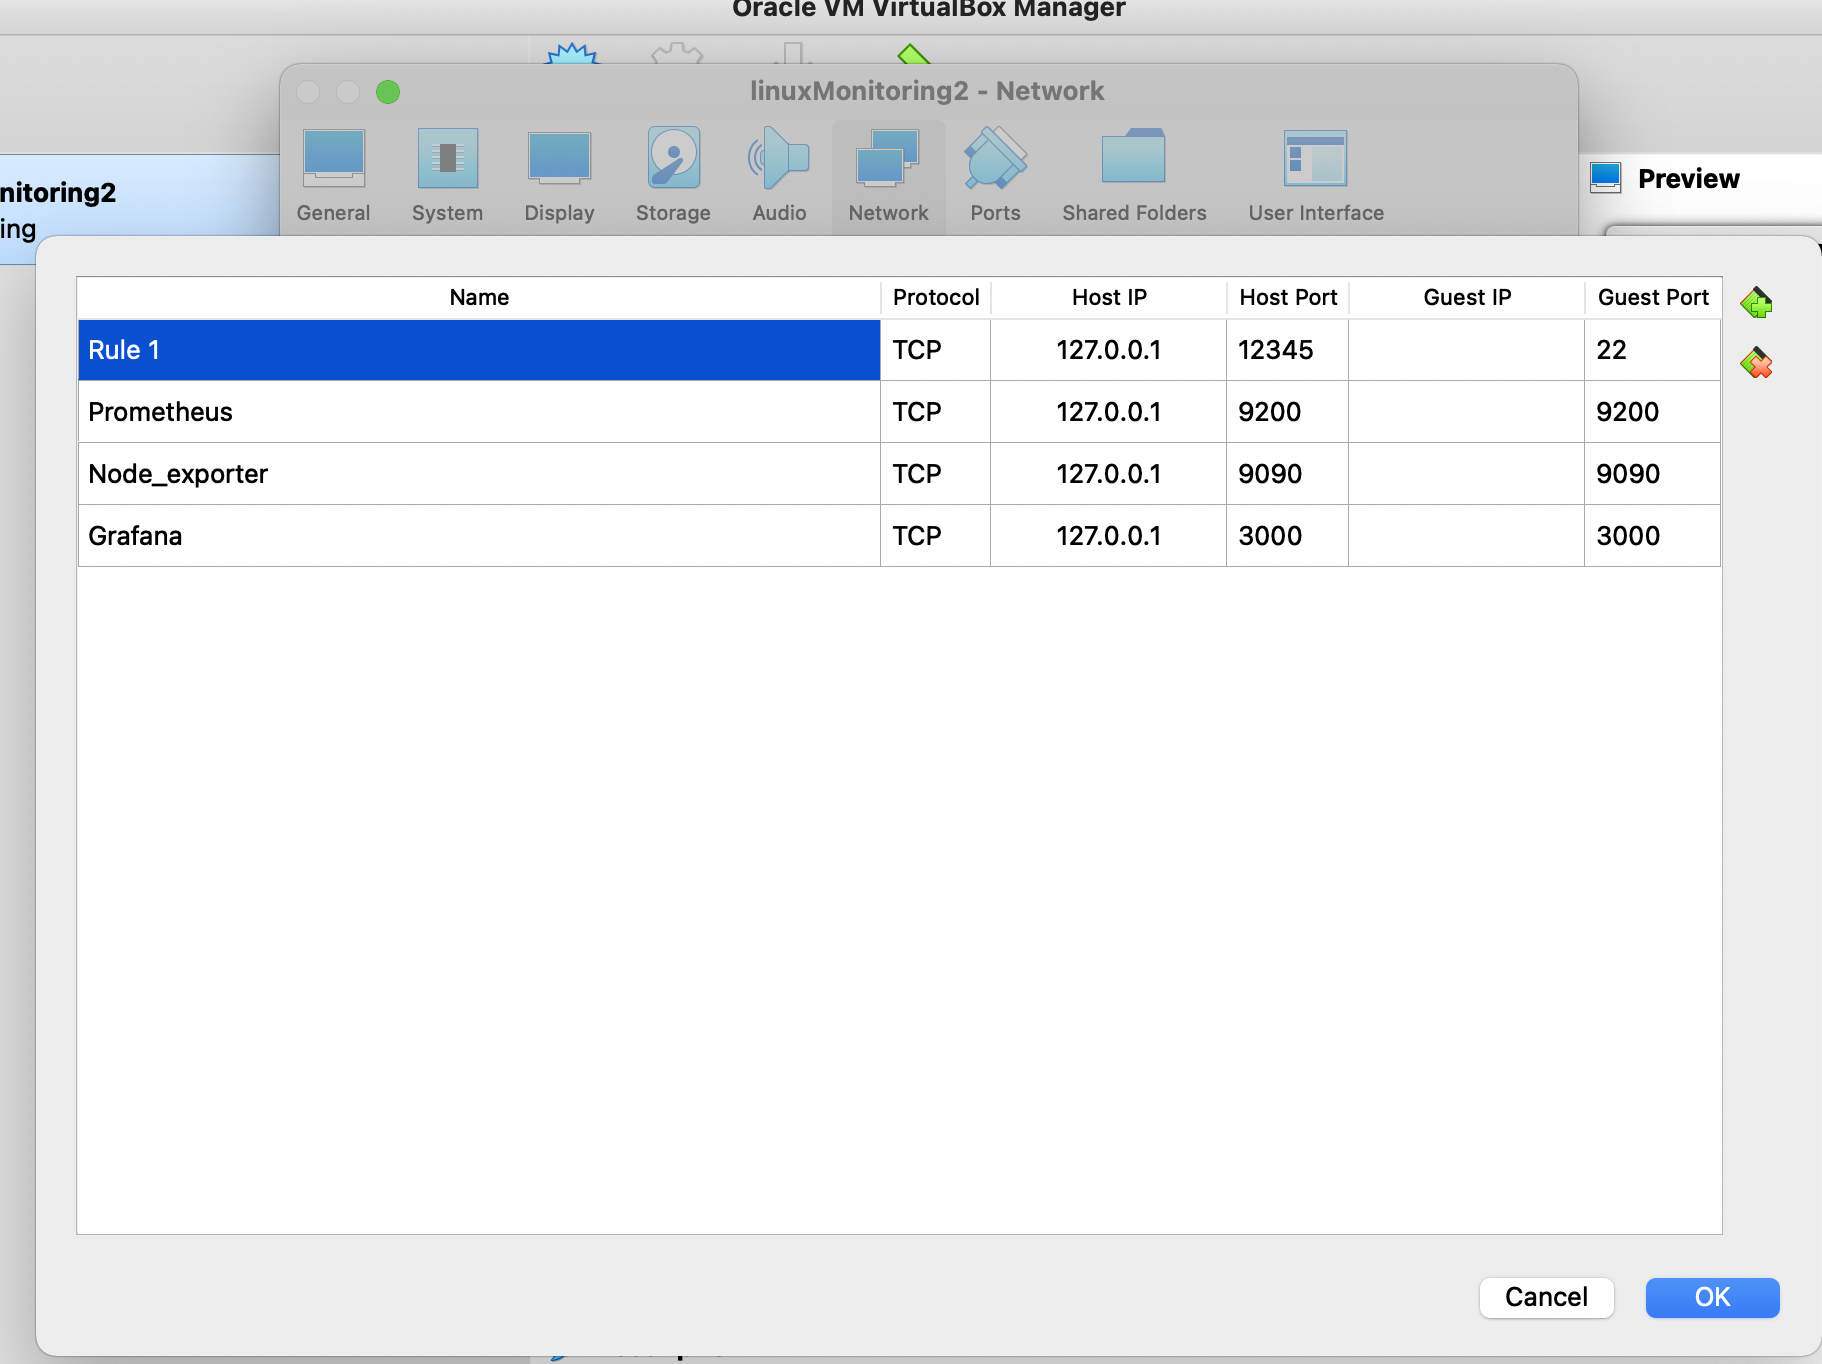 Oracle VM VirtualBox Manager
linuxMonitoring2 - Network
General System Display Storage Audio Network Ports Shared Folders User Interface
nitoring2
ing
Preview
Name Protocol Host IP Host Port Guest IP Guest Port
Rule 1 TCP 127.0.0.1 12345 22
Prometheus TCP 127.0.0.1 9200 9200
Node_exporter TCP 127.0.0.1 9090 9090
Grafana TCP 127.0.0.1 3000 3000
Cancel OK